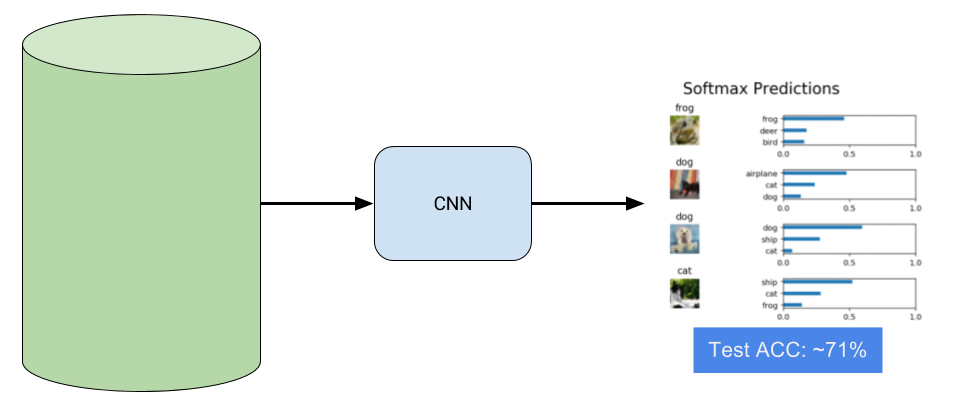 CNN
Softmax Predictions
frog
frog
deer
bird
0.0 0.5 1.0
dog
airplane
cat
dog
0.0 0.5 1.0
dog
dog
ship
cat
0.0 0.5 1.0
cat
ship
cat
frog
0.0 0.5 1.0
Test ACC: ~71%